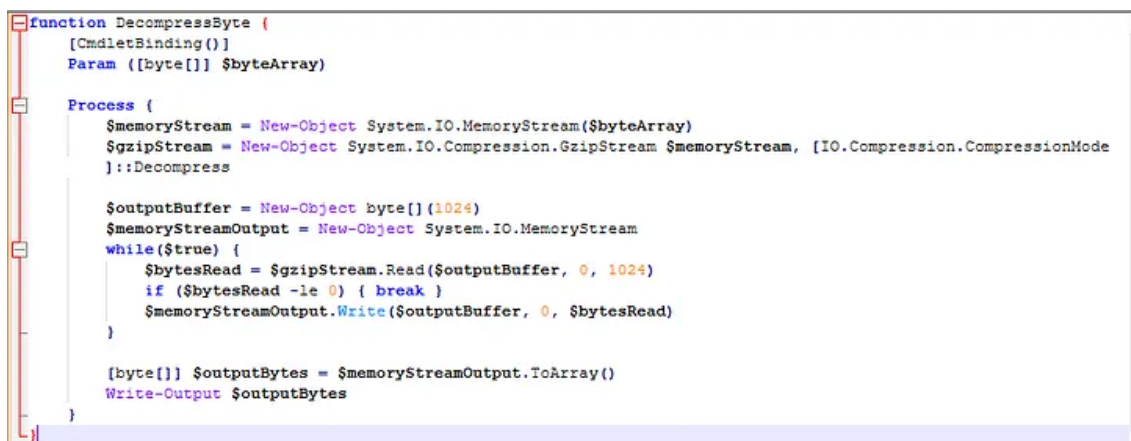 function DecompressByte {
[CmdletBinding()]
Param ([byte[]] $byteArray)
Process {
$memoryStream = New-Object System.IO.MemoryStream($byteArray)
$gzipStream = New-Object System.IO.Compression.GzipStream $memoryStream, [IO.Compression.CompressionMode
]::Decompress
$outputBuffer = New-Object byte[](1024)
$memoryStreamOutput = New-Object System.IO.MemoryStream
while($true) {
$bytesRead = $gzipStream.Read($outputBuffer, 0, 1024)
if ($bytesRead -le 0) { break }
$memoryStreamOutput.Write($outputBuffer, 0, $bytesRead)
}
[byte[]] $outputBytes = $memoryStreamOutput.ToArray()
Write-Output $outputBytes
}
}